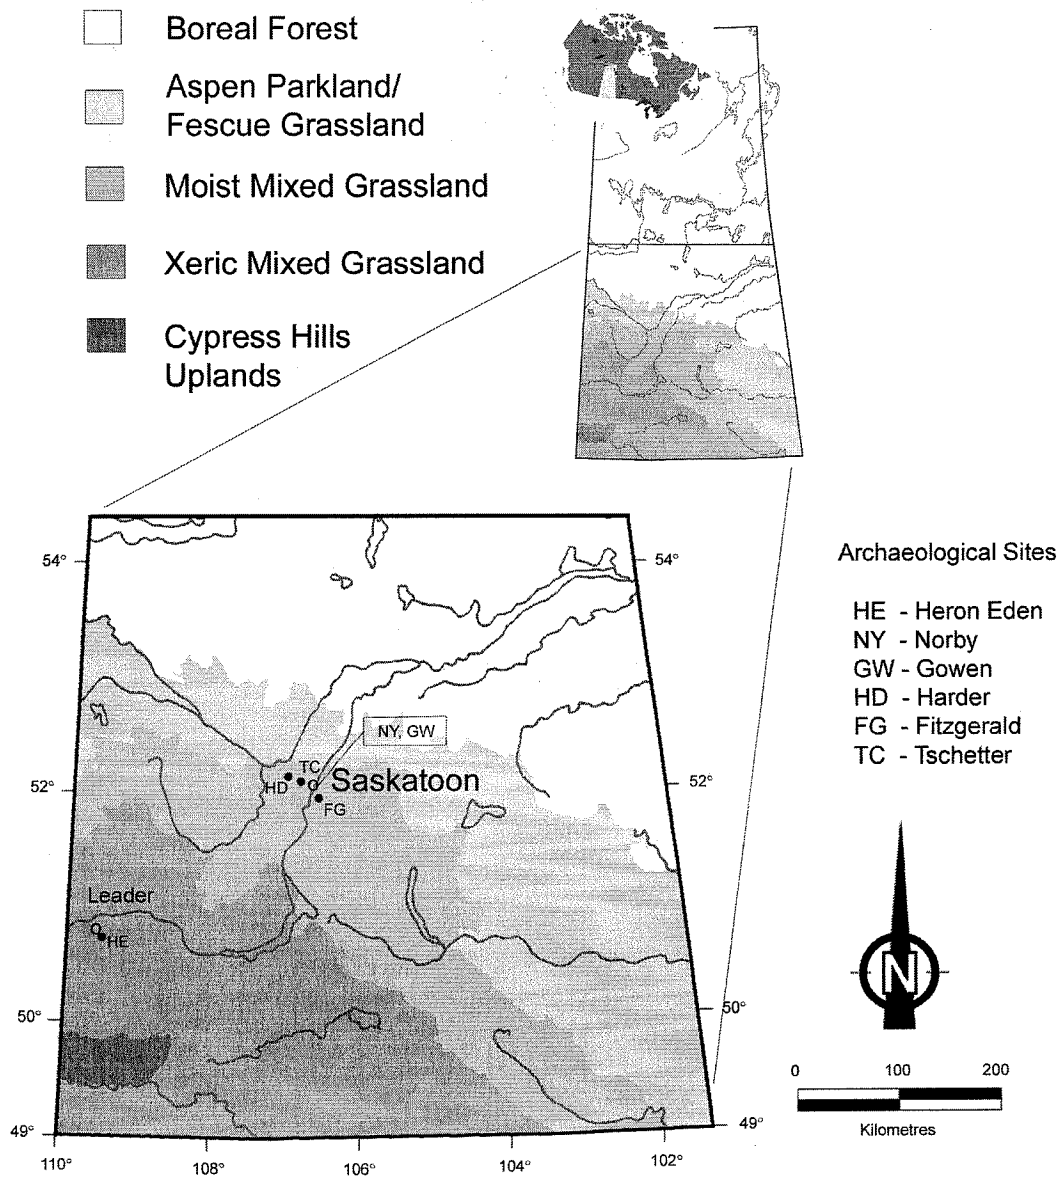 Boreal Forest
Aspen Parkland/
Fescue Grassland
Moist Mixed Grassland
Xeric Mixed Grassland
Cypress Hills
Uplands
54°
54°
Archaeological Sites
HE - Heron Eden
NY - Norby
GW - Gowen
HD - Harder
FG - Fitzgerald
TC - Tschetter
NY, GW
TC
Saskatoon
HD
FG
52°
52°
Leader
HE
N
50°
50°
0 100 200
Kilometres
49°
49°
110° 108° 106° 104° 102°